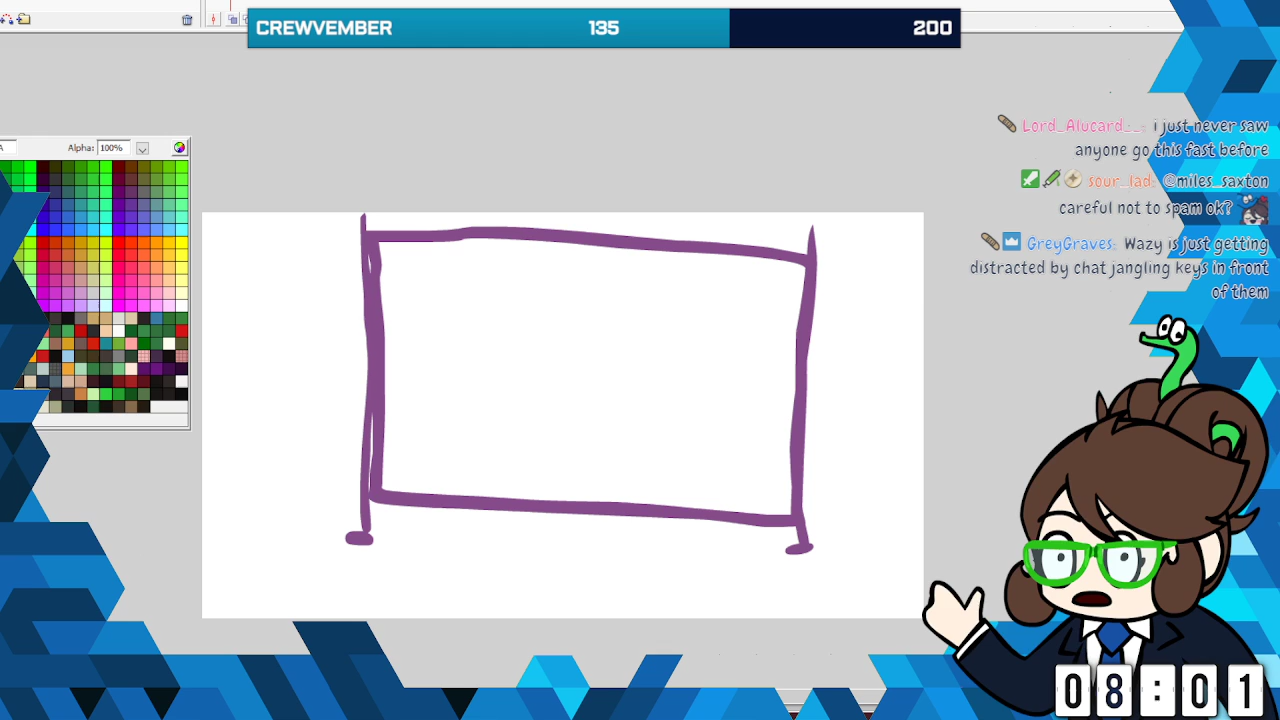 CREWVEMBER 135 200
A Alpha: 100%
Lord_Alucard__: i just never saw
anyone go this fast before
sour_lad: @miles_saxton
careful not to spam ok?
GreyGraves: Wazy is just getting
distracted by chat jangling keys in front
of them
08:01